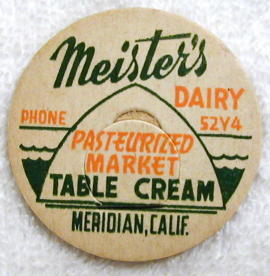 Meister's
DAIRY
PHONE 52Y4
PASTEURIZED
MARKET
TABLE CREAM
MERIDIAN, CALIF.